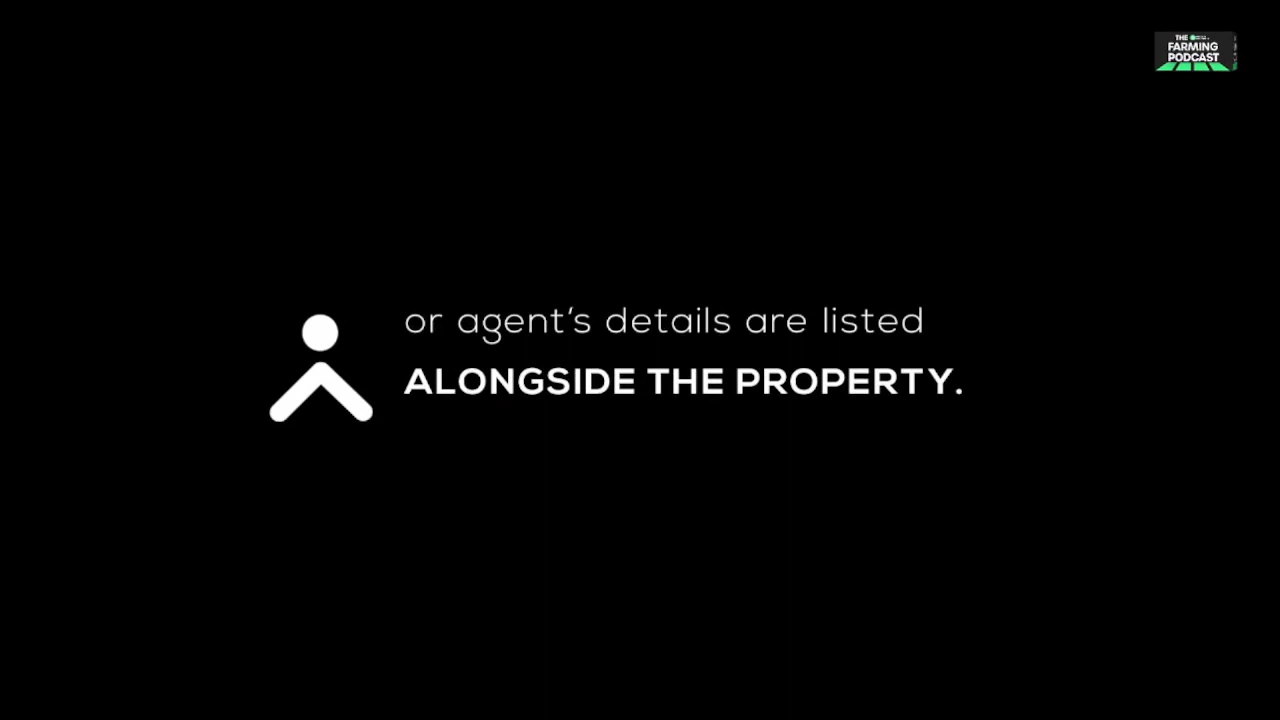 THE
FARMING
PODCAST
or agent's details are listed
ALONGSIDE THE PROPERTY.